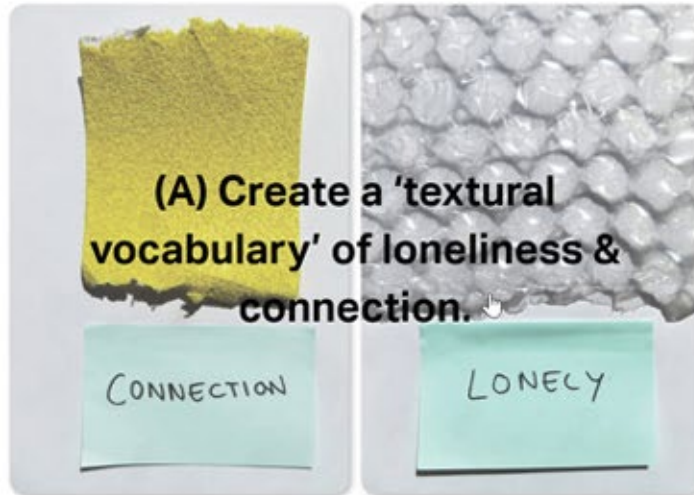 (A) Create a ‘textural
vocabulary’ of loneliness &
connection.
CONNECTION
LONELY